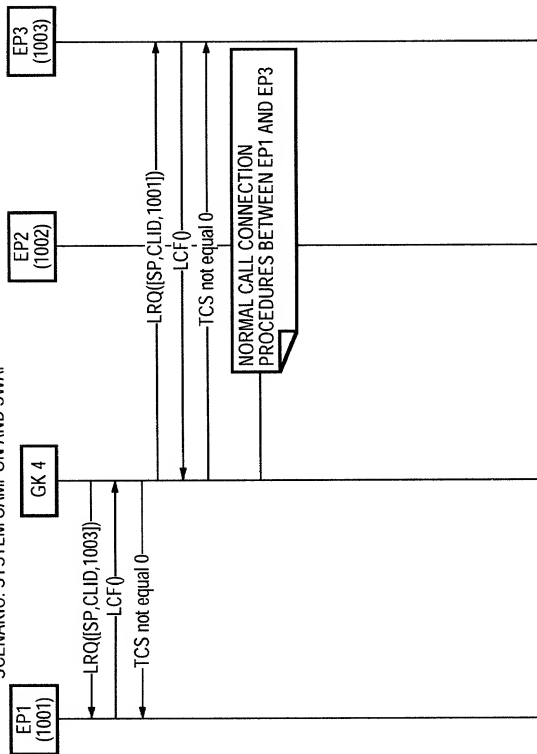 SCENARIO: SYSTEM CAMP ON AND SWAP
EP1
(1001)
GK 4
EP2
(1002)
EP3
(1003)
LRQ([SP,CLID,1003])
LCF()
TCS not equal 0
LRQ([SP,CLID,1001])
LCF()
TCS not equal 0
NORMAL CALL CONNECTION
PROCEDURES BETWEEN EP1 AND EP3